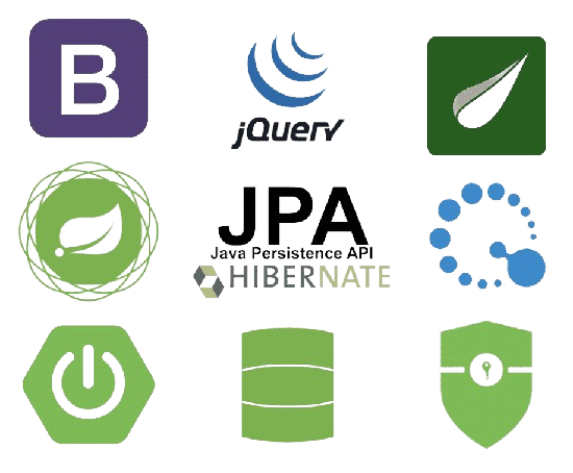 B
jQuery
JPA
Java Persistence API
HIBERNATE